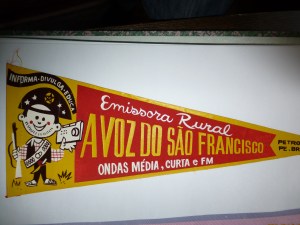 INFORMA-DIVULGA-EDUCA
Emissora Rural
A VOZ DO SÃO FRANCISCO
ONDAS MÉDIA, CURTA e FM
PETRO
PE. BR